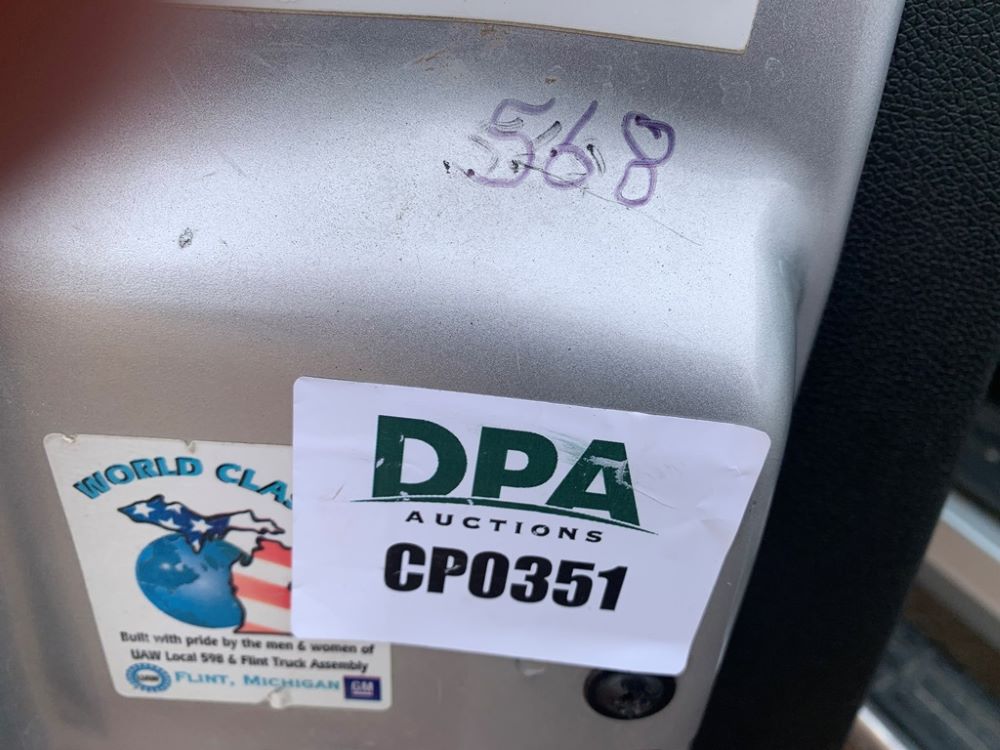 568
DPA
AUCTIONS
CP0351
WORLD CLAS
Built with pride by the men & women of
UAW Local 598 & Flint Truck Assembly
UAW
FLINT, MICHIGAN
GM